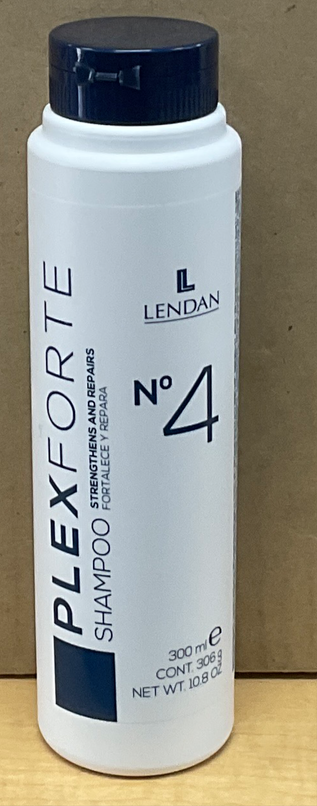 LENDAN
Nº4
PLEXFORTE
SHAMPOO
STRENGTHENS AND REPAIRS
FORTALECE Y REPARA
300 ml e
CONT. 306 g
NET WT. 10.8 OZ